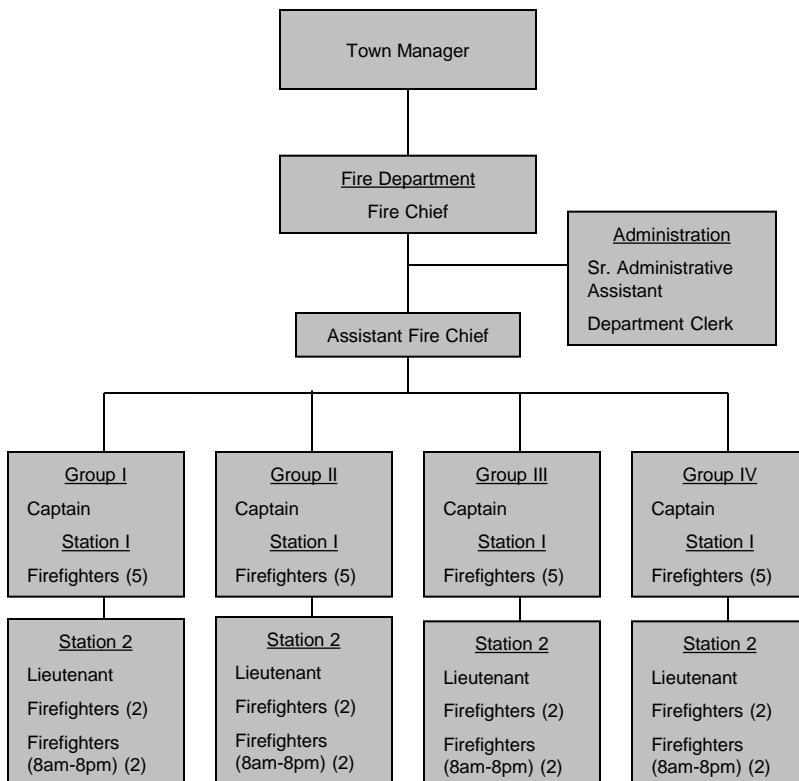 Town Manager
Fire Department
Fire Chief
Administration
Sr. Administrative
Assistant
Department Clerk
Assistant Fire Chief
Group I
Captain
Station I
Firefighters (5)
Group II
Captain
Station I
Firefighters (5)
Group III
Captain
Station I
Firefighters (5)
Group IV
Captain
Station I
Firefighters (5)
Station 2
Lieutenant
Firefighters (2)
Firefighters
(8am-8pm) (2)
Station 2
Lieutenant
Firefighters (2)
Firefighters
(8am-8pm) (2)
Station 2
Lieutenant
Firefighters (2)
Firefighters
(8am-8pm) (2)
Station 2
Lieutenant
Firefighters (2)
Firefighters
(8am-8pm) (2)